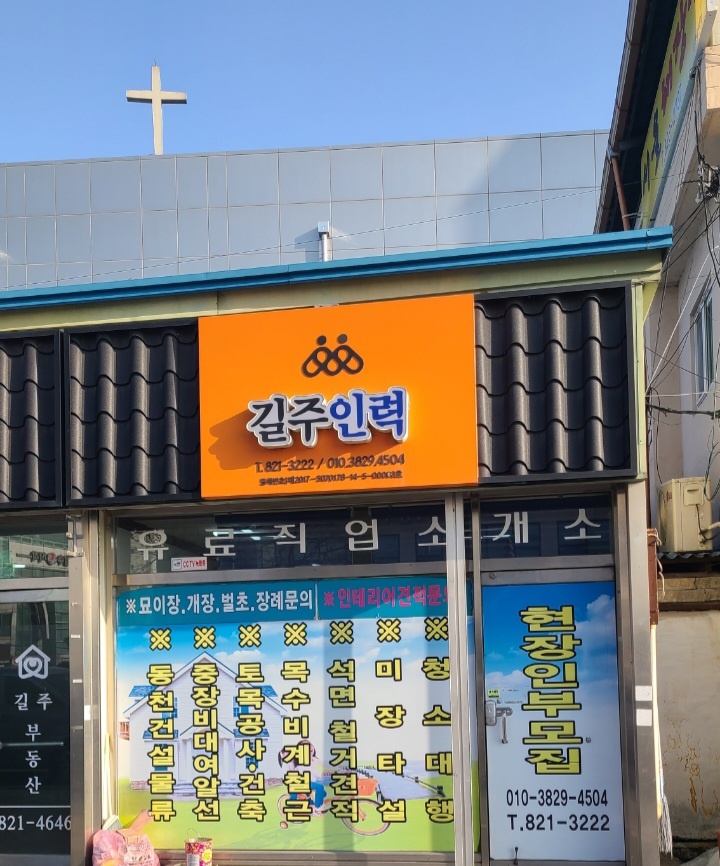 길주인력
T. 821-3222 / 010.3829.4504
유료직업소개소
CCTV
※묘이장.개장.벌초.장례문의
※인테리어견적문의
※동천건설물류
※중장비대여알선
※토목공사·건축
※목수비계철근
※석면철거견적
※미장타설
※청소대행
현장인부모집
010-3829-4504
T.821-3222
길주
부동산
821-4646